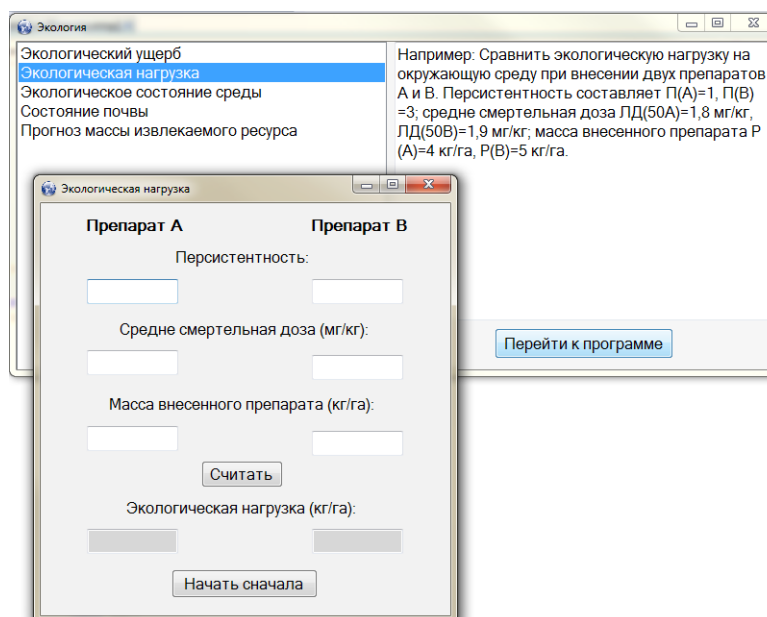 Экология
Экологический ущерб
Экологическая нагрузка
Экологическое состояние среды
Состояние почвы
Прогноз массы извлекаемого ресурса
Например: Сравнить экологическую нагрузку на
окружающую среду при внесении двух препаратов
А и В. Персистентность составляет П(А)=1, П(В)
=3; средне смертельная доза ЛД(50А)=1,8 мг/кг,
ЛД(50В)=1,9 мг/кг; масса внесенного препарата Р
(А)=4 кг/га, Р(В)=5 кг/га.
Перейти к программе
Экологическая нагрузка
Препарат А Препарат В
Персистентность:
Средне смертельная доза (мг/кг):
Масса внесенного препарата (кг/га):
Считать
Экологическая нагрузка (кг/га):
Начать сначала